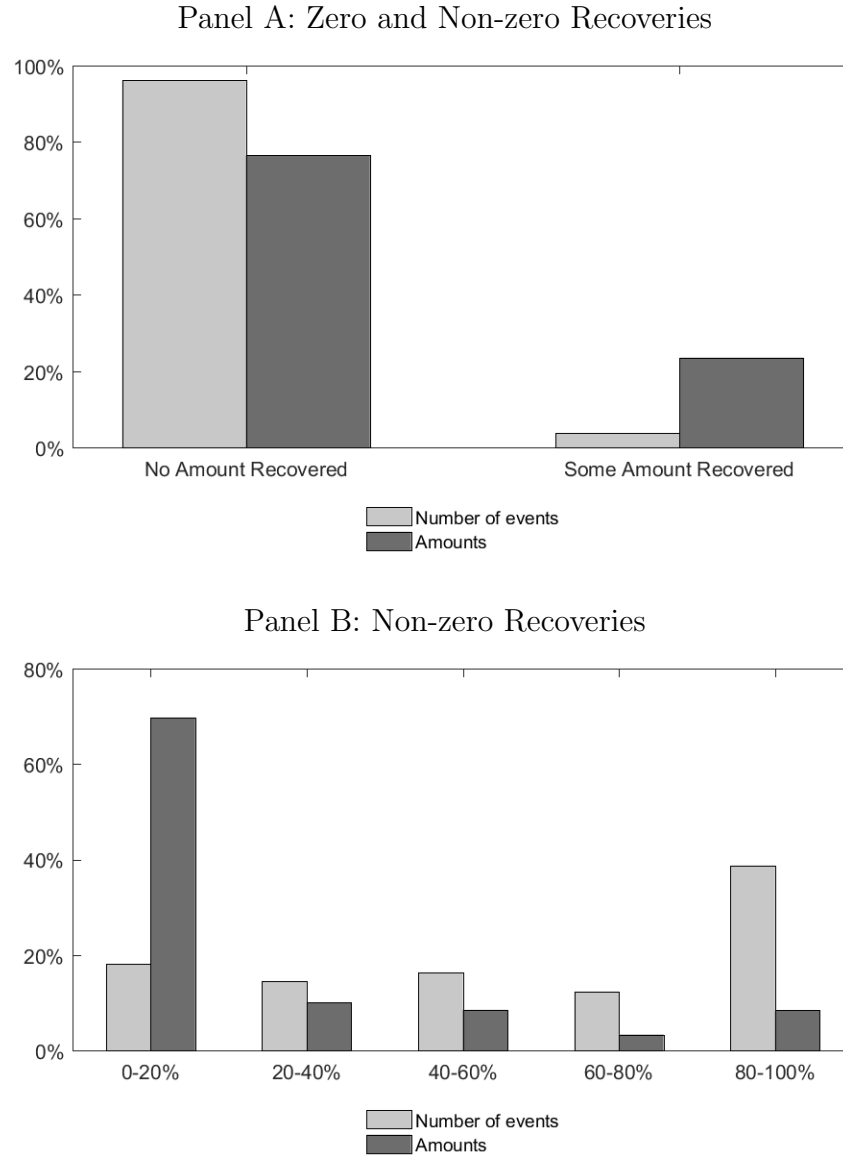 Panel A: Zero and Non-zero Recoveries
100%
80%
60%
40%
20%
0%
No Amount Recovered Some Amount Recovered
Number of events
Amounts
Panel B: Non-zero Recoveries
80%
60%
40%
20%
0%
0-20% 20-40% 40-60% 60-80% 80-100%
Number of events
Amounts